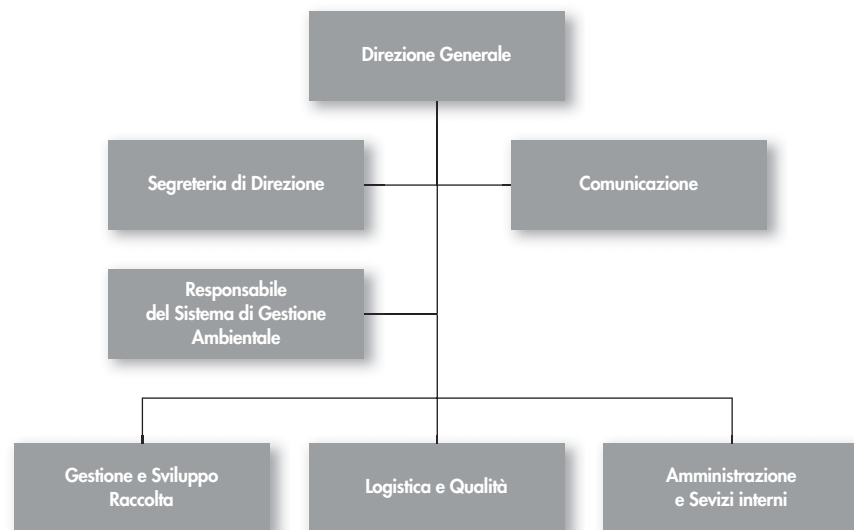 Direzione Generale
Segreteria di Direzione
Comunicazione
Responsabile
del Sistema di Gestione
Ambientale
Gestione e Sviluppo
Raccolta
Logistica e Qualità
Amministrazione
e Sevizi interni